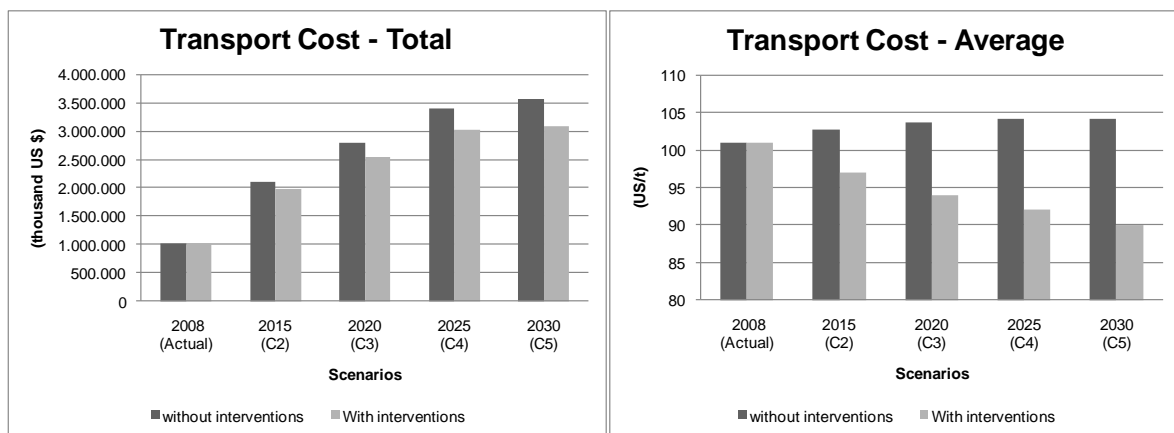 Transport Cost - Total
4.000.000
3.500.000
3.000.000
2.500.000
2.000.000
1.500.000
1.000.000
500.000
0
(thousand US $)
2008 2015 2020 2025 2030
(Actual) (C2) (C3) (C4) (C5)
Scenarios
without interventions With interventions
Transport Cost - Average
110
105
100
95
90
85
80
(US/t)
2008 2015 2020 2025 2030
(Actual) (C2) (C3) (C4) (C5)
Scenarios
without interventions With interventions